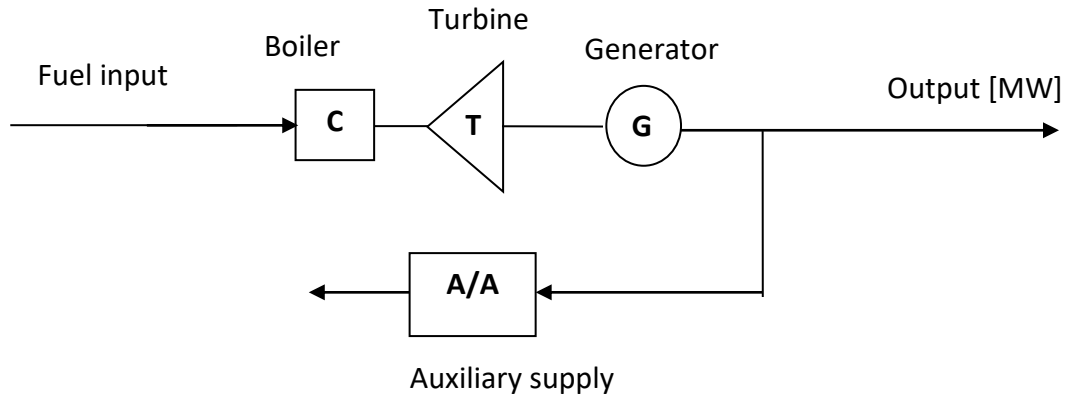 Turbine
Boiler
Generator
Fuel input
Output [MW]
C
T
G
A/A
Auxiliary supply